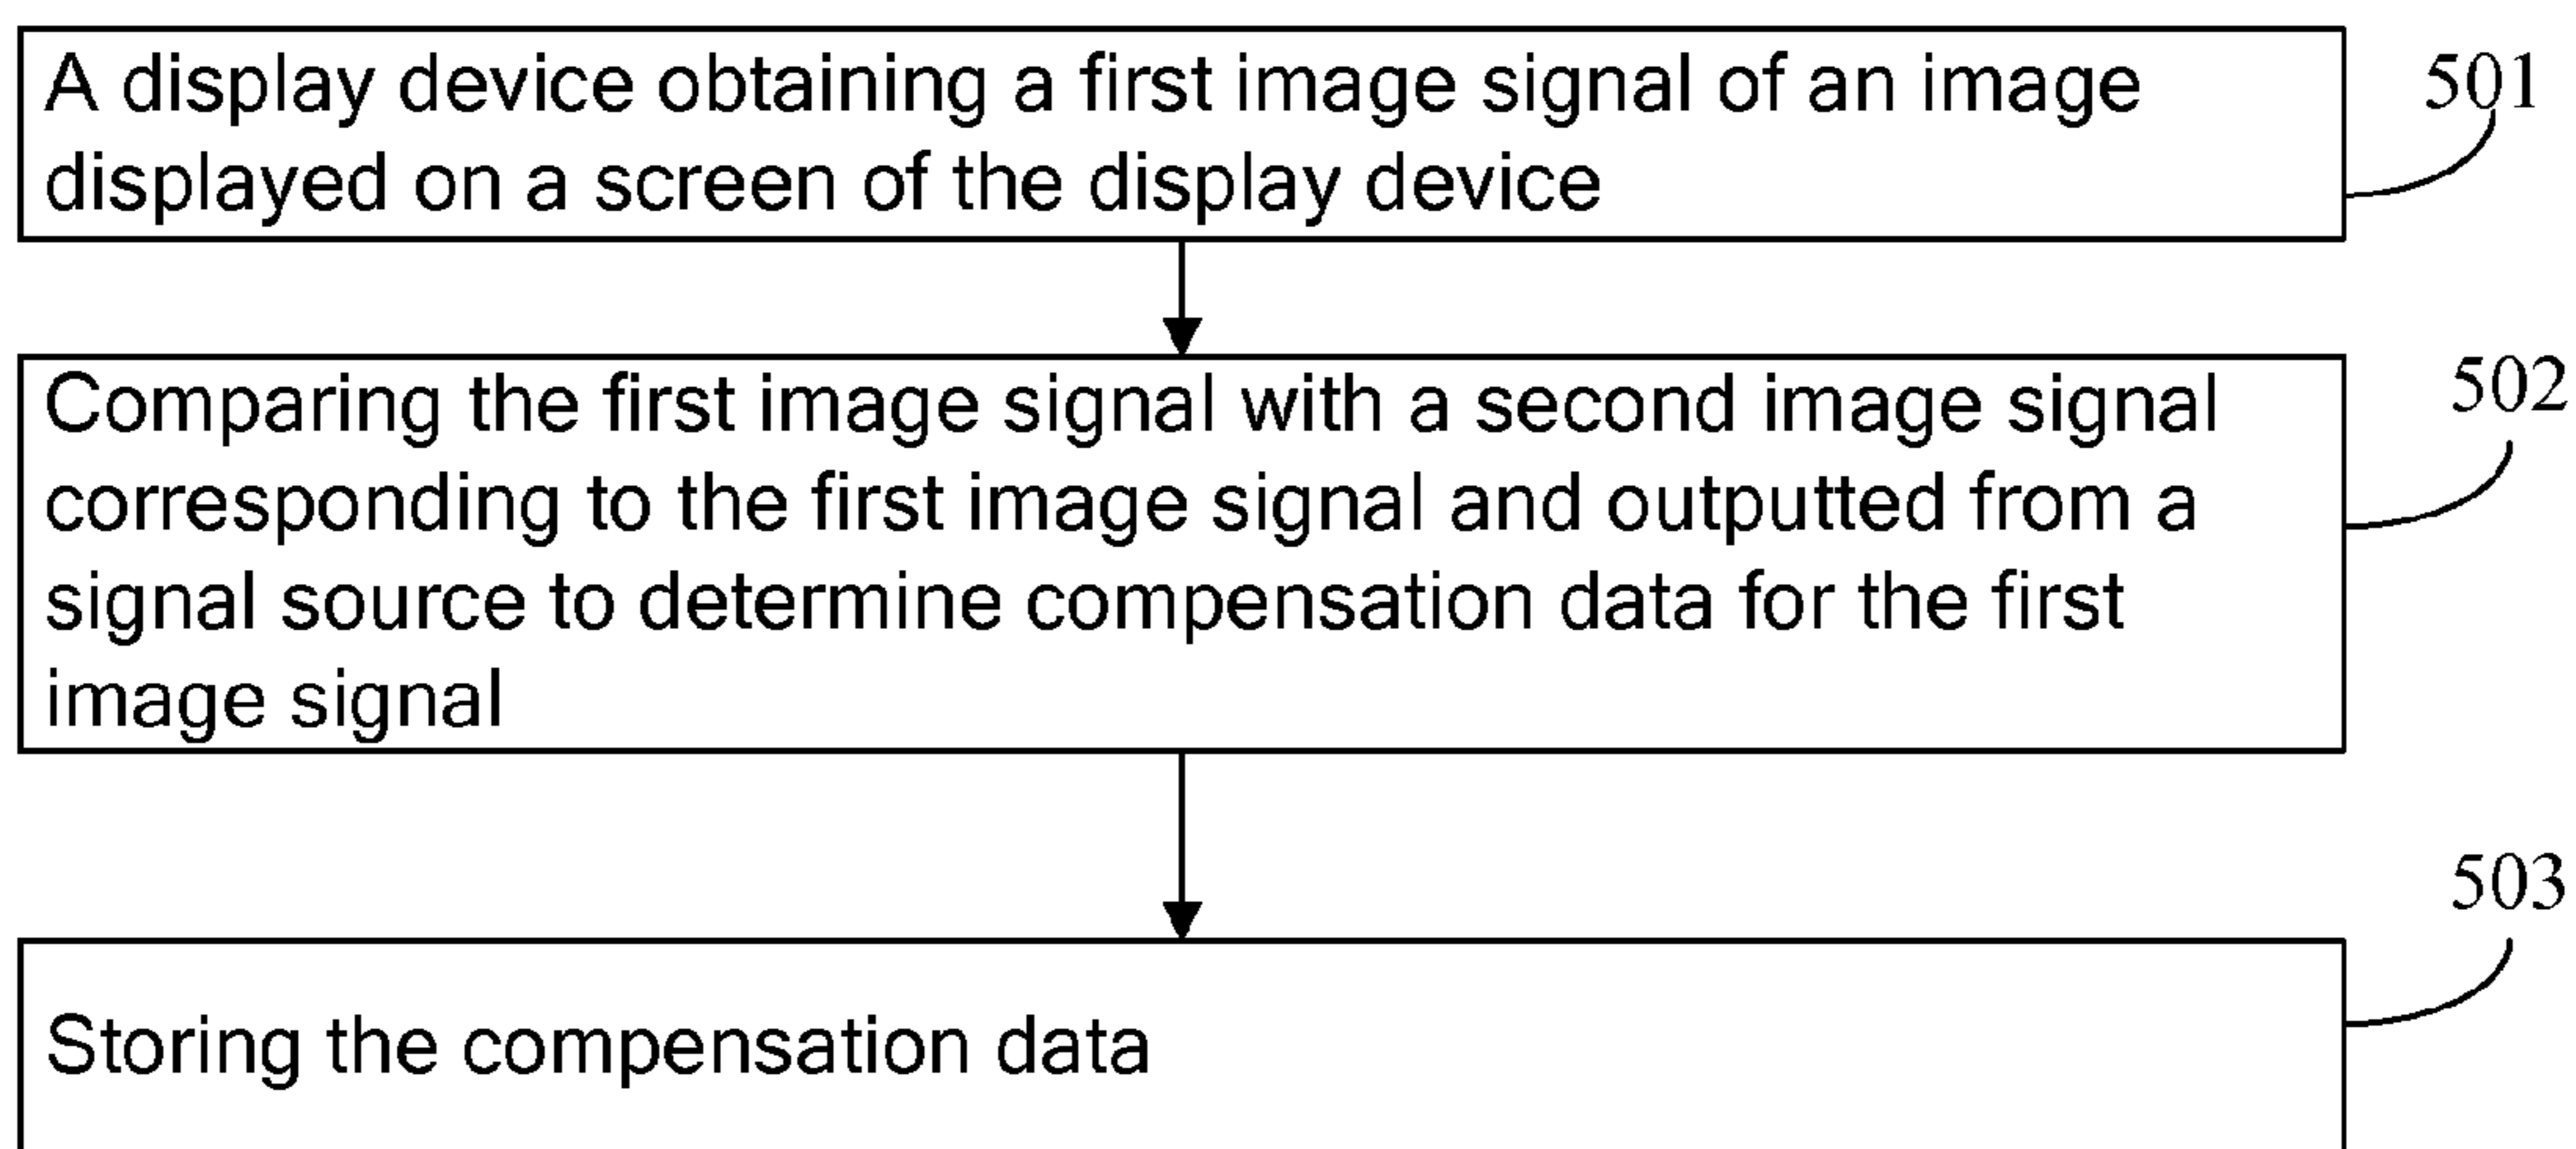 A display device obtaining a first image signal of an image
501
displayed on a screen of the display device
Comparing the first image signal with a second image signal
502
corresponding to the first image signal and outputted from a
signal source to determine compensation data for the first
image signal
503
Storing the compensation data